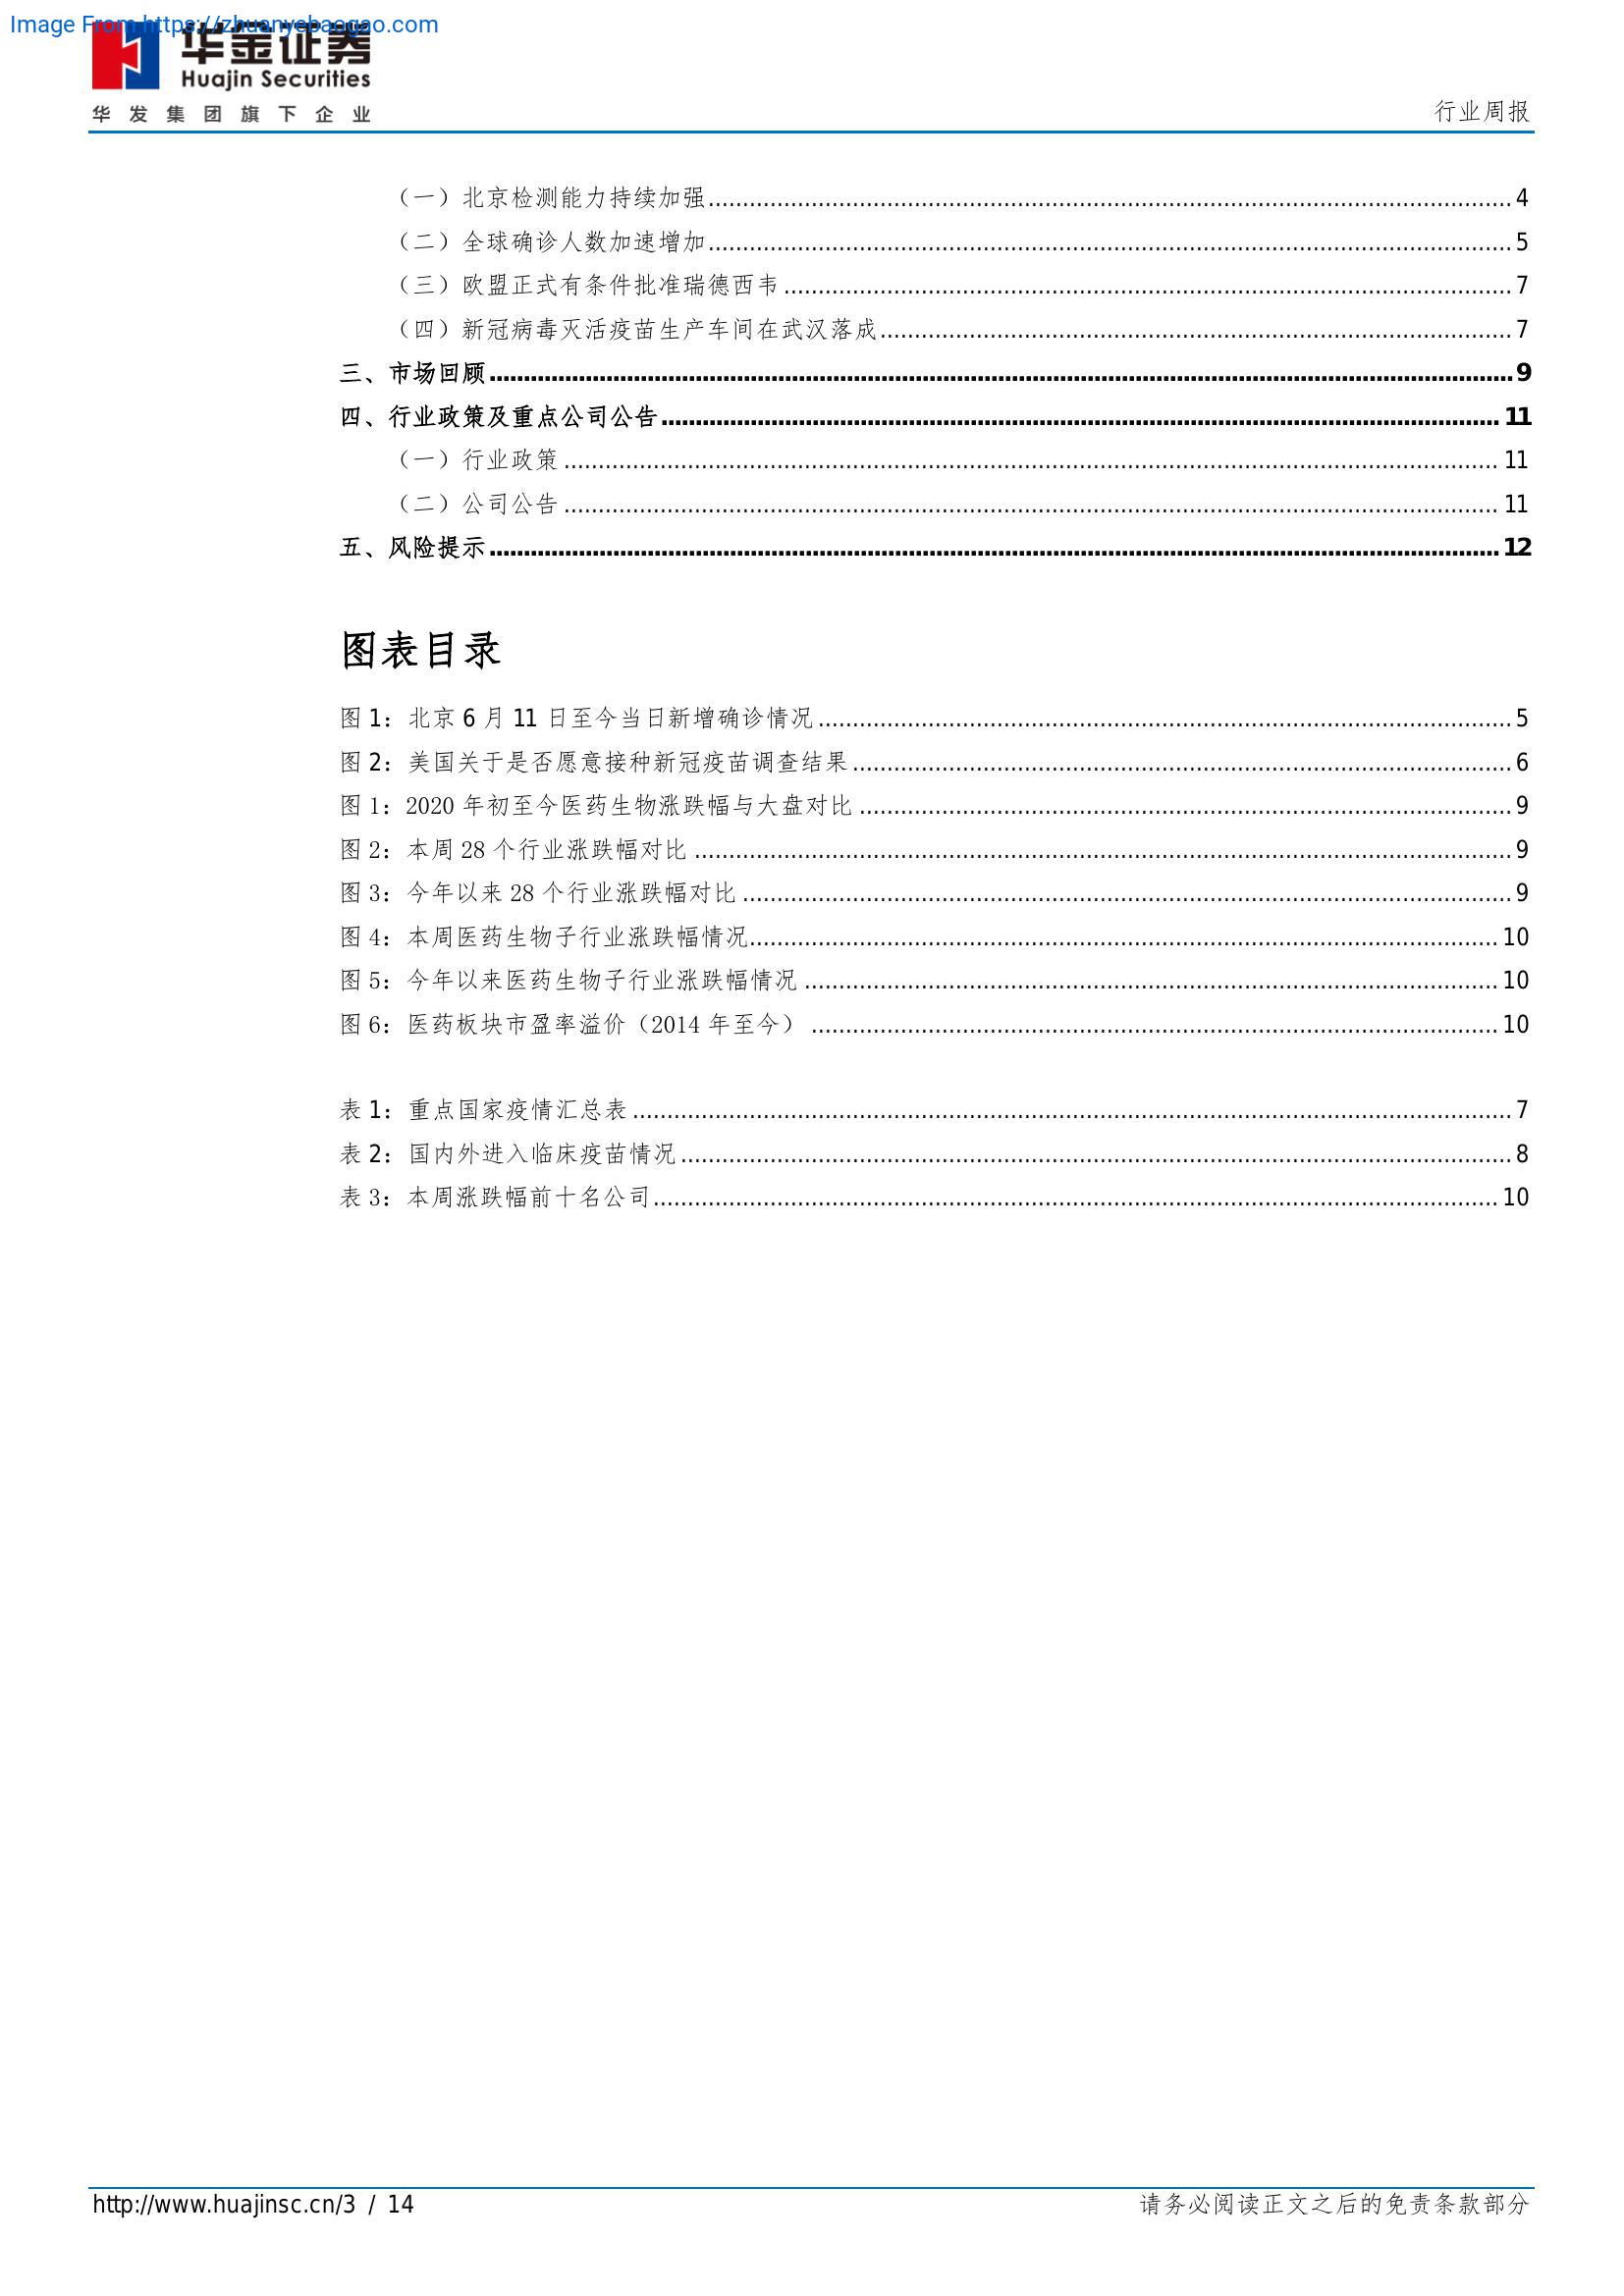 Image From https://zhuanyebaogao.com
华金证券
Huajin Securities
华发集团旗下企业
行业周报
（一）北京检测能力持续加强 4
（二）全球确诊人数加速增加 5
（三）欧盟正式有条件批准瑞德西韦 7
（四）新冠病毒灭活疫苗生产车间在武汉落成 7
三、市场回顾 9
四、行业政策及重点公司公告 11
（一）行业政策 11
（二）公司公告 11
五、风险提示 12
图表目录
图 1：北京 6 月 11 日至今当日新增确诊情况 5
图 2：美国关于是否愿意接种新冠疫苗调查结果 6
图 1：2020 年初至今医药生物涨跌幅与大盘对比 9
图 2：本周 28 个行业涨跌幅对比 9
图 3：今年以来 28 个行业涨跌幅对比 9
图 4：本周医药生物子行业涨跌幅情况 10
图 5：今年以来医药生物子行业涨跌幅情况 10
图 6：医药板块市盈率溢价（2014 年至今） 10
表 1：重点国家疫情汇总表 7
表 2：国内外进入临床疫苗情况 8
表 3：本周涨跌幅前十名公司 10
http://www.huajinsc.cn/3 / 14
请务必阅读正文之后的免责条款部分